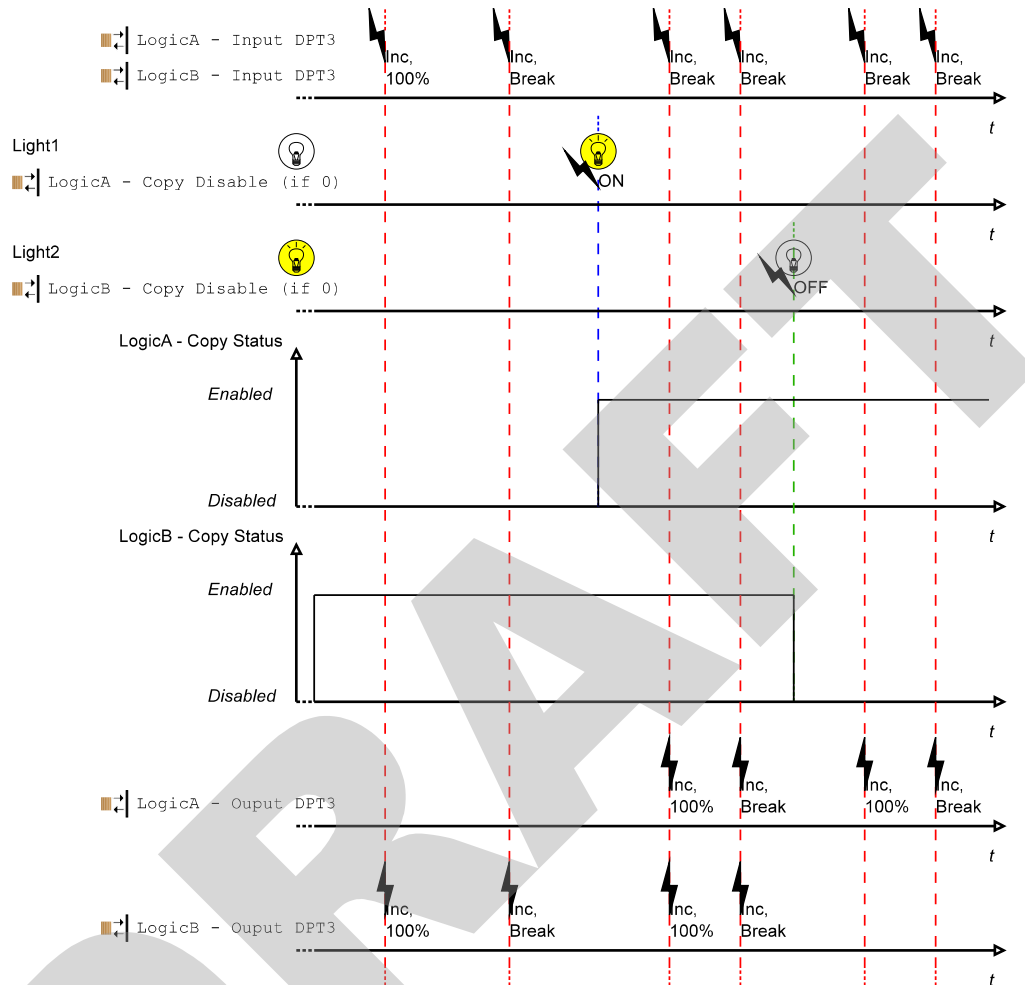 LogicA - Input DPT3
LogicB - Input DPT3
Inc,
100%
Inc,
Break
Inc,
Break
Inc,
Break
Inc,
Break
Inc,
Break
t
Light1
LogicA - Copy Disable (if 0)
ON
t
Light2
LogicB - Copy Disable (if 0)
OFF
t
LogicA - Copy Status
Enabled
Disabled
t
LogicB - Copy Status
Enabled
Disabled
t
LogicA - Ouput DPT3
Inc,
100%
Inc,
Break
Inc,
100%
Inc,
Break
t
LogicB - Ouput DPT3
Inc,
100%
Inc,
Break
Inc,
100%
Inc,
Break
t
DRAFT